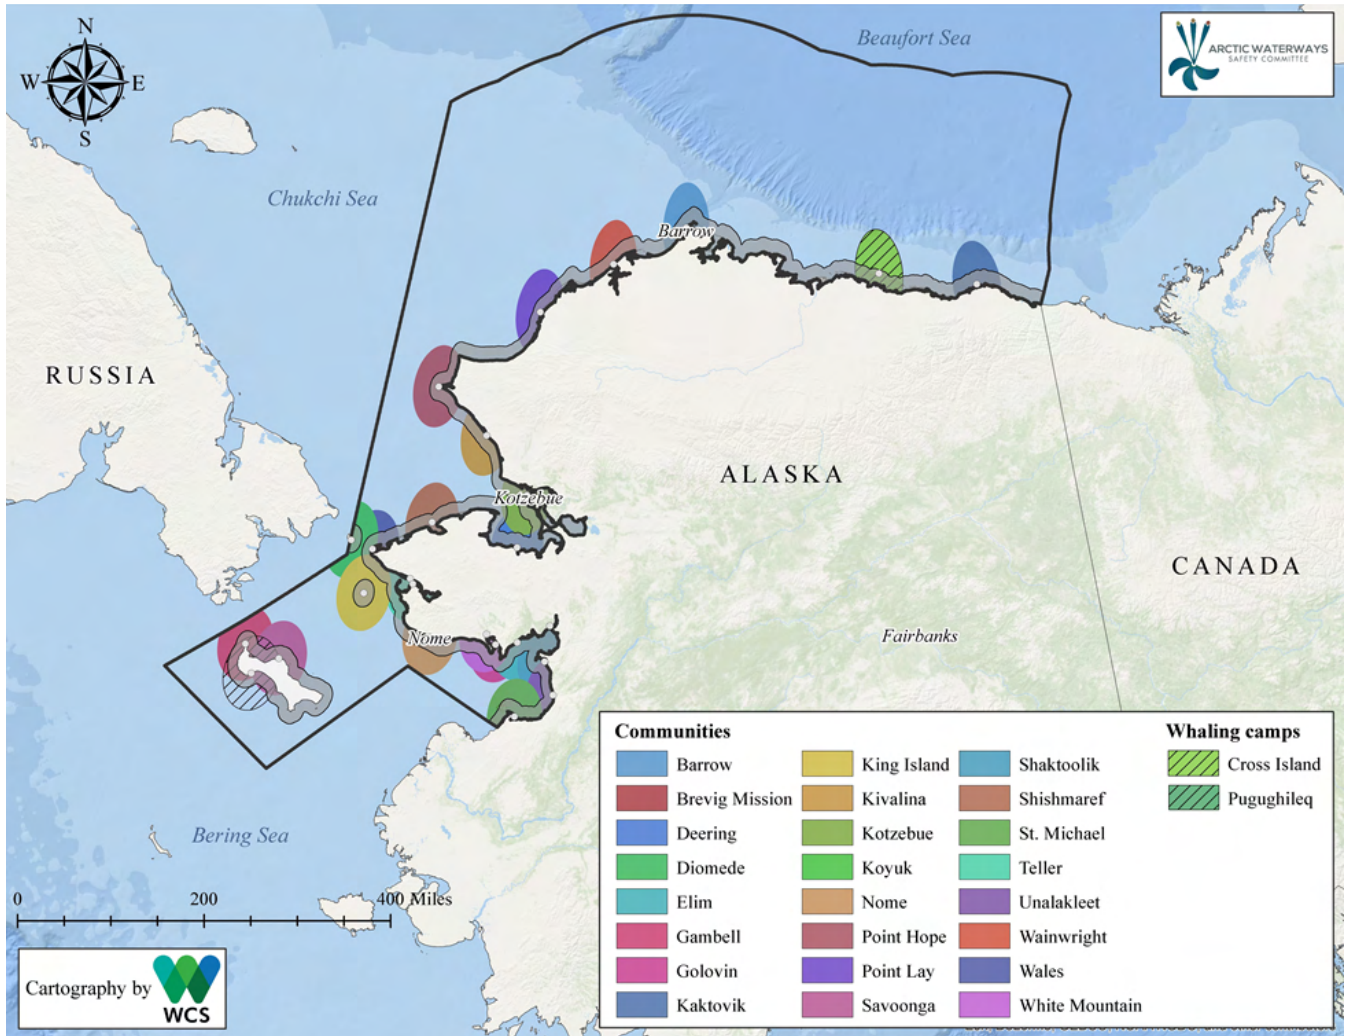 N
W
E
S
Beaufort Sea
ARCTIC WATERWAYS
SAFETY COMMITTEE
Chukchi Sea
Barrow
RUSSIA
ALASKA
Kotzebue
CANADA
Nome
Fairbanks
Bering Sea
0 200 400 Miles
Cartography by
WCS
Communities
Barrow
Brevig Mission
Deering
Diomede
Elim
Gambell
Golovin
Kaktovik
King Island
Kivalina
Kotzebue
Koyuk
Nome
Point Hope
Point Lay
Savoonga
Shaktoolik
Shishmaref
St. Michael
Teller
Unalakleet
Wainwright
Wales
White Mountain
Whaling camps
Cross Island
Pugughileq